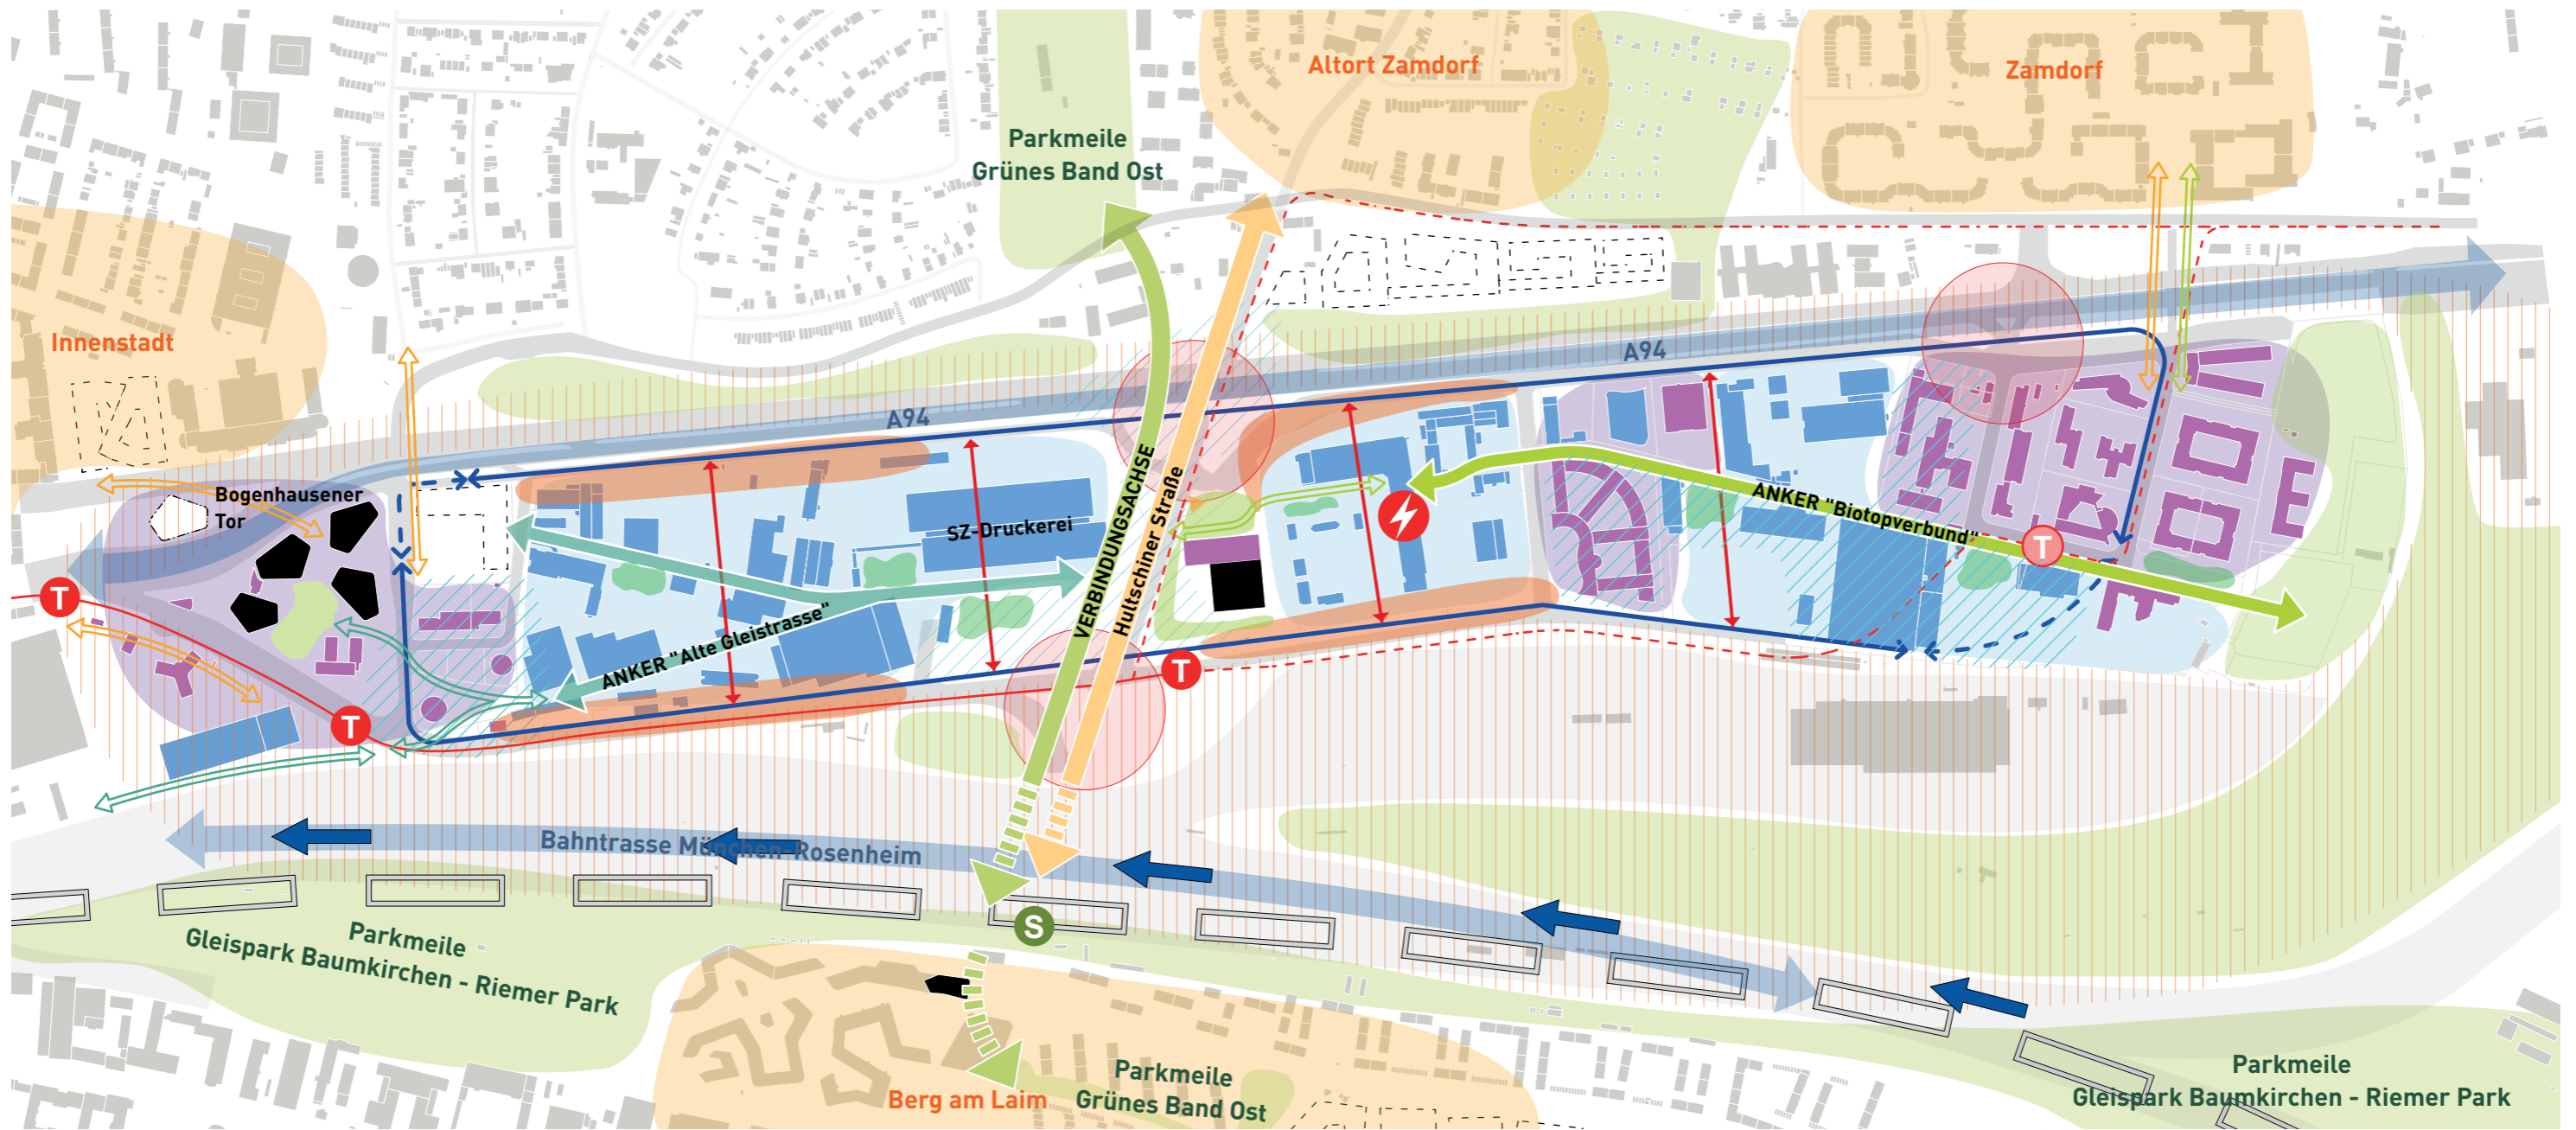 Altort Zamdorf
Zamdorf
Parkmeile
Grünes Band Ost
Innenstadt
A94
A94
Bogenhausener
Tor
SZ-Druckerei
VERBINDUNGSACHSE
Hultschiner Straße
ANKER "Biotopverbund"
T
T
ANKER "Alte Gleistrasse"
T
T
Bahntrasse München-Rosenheim
S
Parkmeile
Gleispark Baumkirchen - Riemer Park
Berg am Laim
Parkmeile
Grünes Band Ost
Parkmeile
Gleispark Baumkirchen - Riemer Park